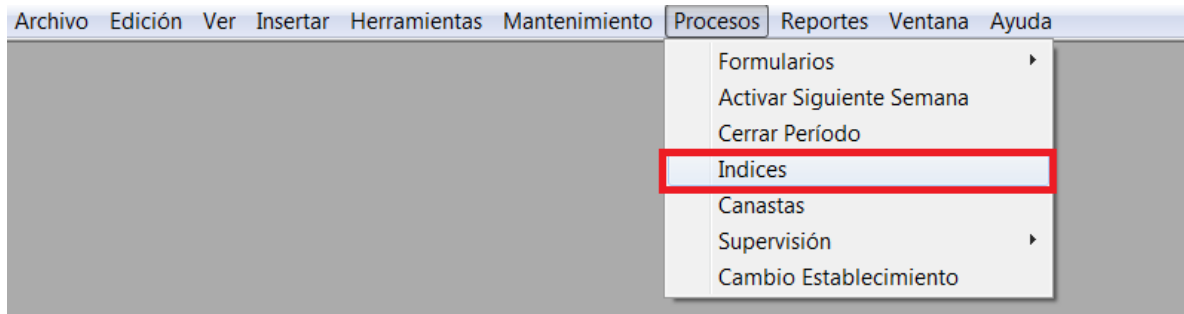 Archivo Edición Ver Insertar Herramientas Mantenimiento Procesos Reportes Ventana Ayuda
Formularios
Activar Siguiente Semana
Cerrar Período
Indices
Canastas
Supervisión
Cambio Establecimiento